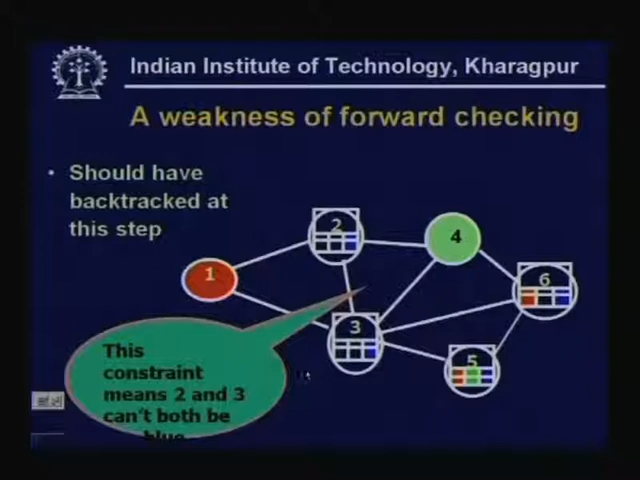 Indian Institute of Technology, Kharagpur
A weakness of forward checking
• Should have
backtracked at
this step
1
2
4
6
3
5
This
constraint
means 2 and 3
can't both be
blue